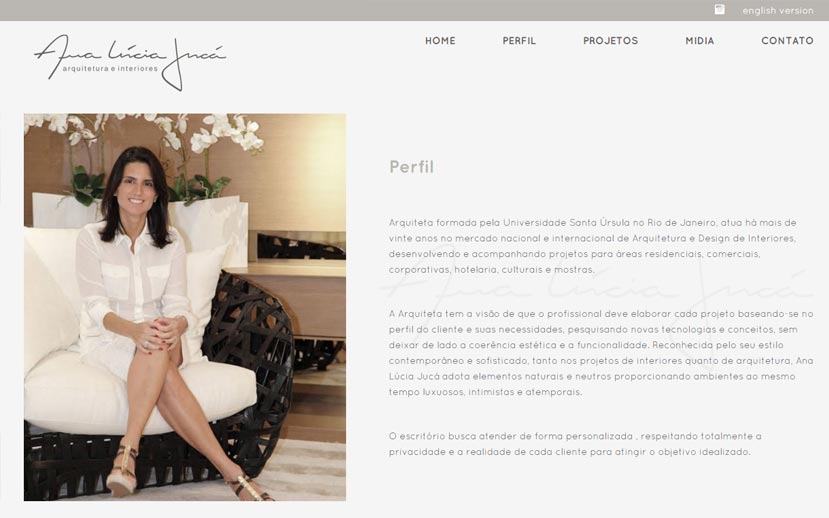 english version
Ana Lúcia Jucá
arquitetura e interiores
HOME PERFIL PROJETOS MIDIA CONTATO
Perfil
Arquiteta formada pela Universidade Santa Úrsula no Rio de Janeiro, atua há mais de
vinte anos no mercado nacional e internacional de Arquitetura e Design de Interiores,
desenvolvendo e acompanhando projetos para áreas residenciais, comerciais,
corporativas, hotelaria, culturais e mostras.
Ana Lúcia Jucá
A Arquiteta tem a visão de que o profissional deve elaborar cada projeto baseando-se no
perfil do cliente e suas necessidades, pesquisando novas tecnologias e conceitos, sem
deixar de lado a coerência estética e a funcionalidade. Reconhecida pelo seu estilo
contemporâneo e sofisticado, tanto nos projetos de interiores quanto de arquitetura, Ana
Lúcia Jucá adota elementos naturais e neutros proporcionando ambientes ao mesmo
tempo luxuosos, intimistas e atemporais.
O escritório busca atender de forma personalizada , respeitando totalmente a
privacidade e a realidade de cada cliente para atingir o objetivo idealizado.